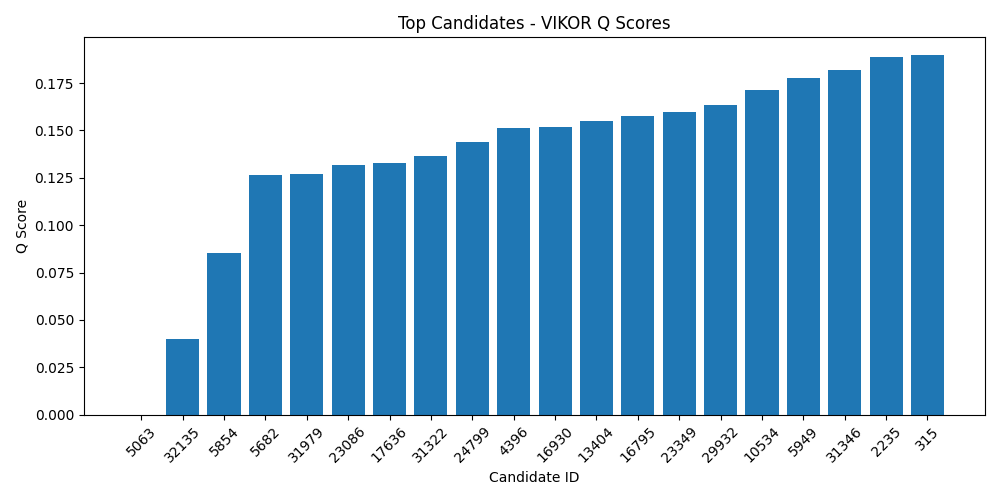 Top Candidates - VIKOR Q Scores
Q Score
0.175
0.150
0.125
0.100
0.075
0.050
0.025
0.000
5063 32135 5854 5682 31979 23086 17636 31322 24799 4396 16930 13404 16795 23349 29932 10534 5949 31346 2235 315
Candidate ID